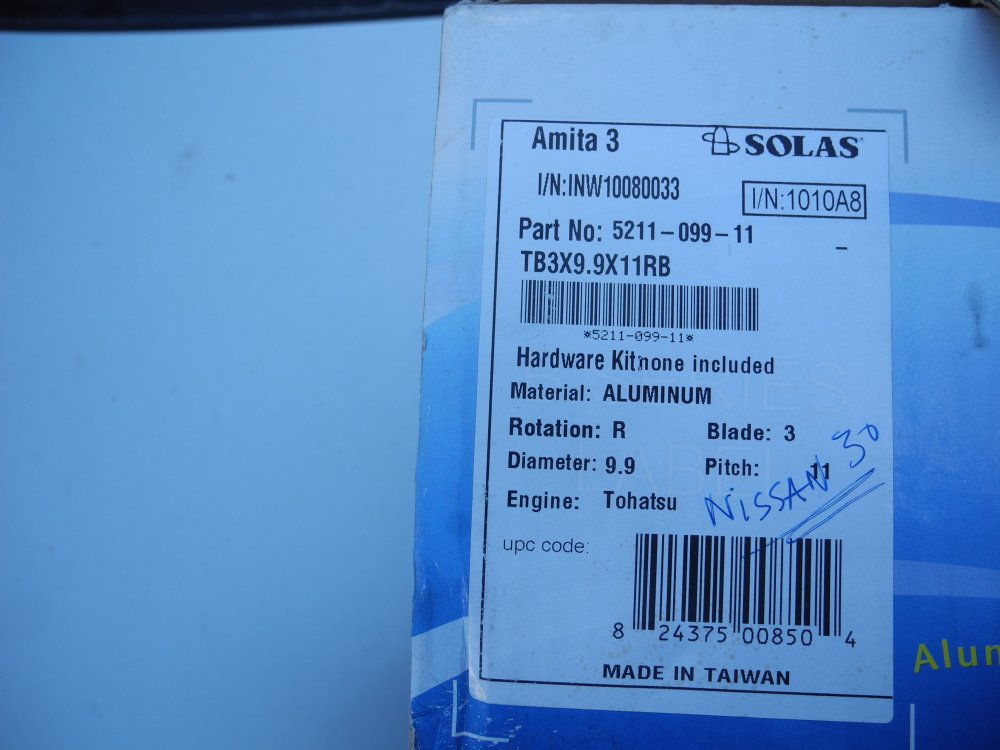 Amita 3 SOLAS
I/N:INW10080033
I/N:1010A8
Part No: 5211-099-11 -
TB3X9.9X11RB
*5211-099-11*
Hardware Kit:none included
Material: ALUMINUM
Rotation: R Blade: 3
Diameter: 9.9 Pitch: 11
Engine: Tohatsu NISSAN 30
upc code:
8 24375 00850 4
MADE IN TAIWAN